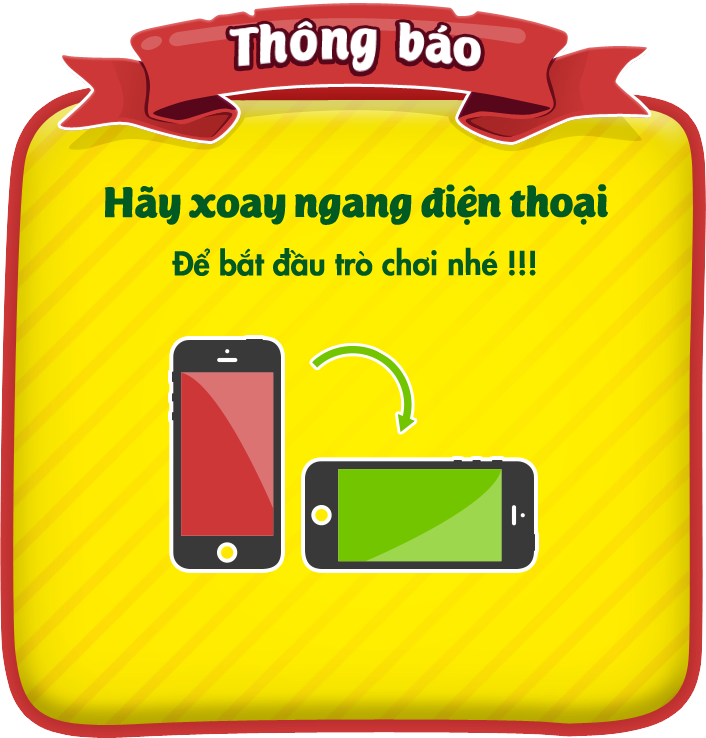 Thông báo
Hãy xoay ngang điện thoại
Để bắt đầu trò chơi nhé !!!